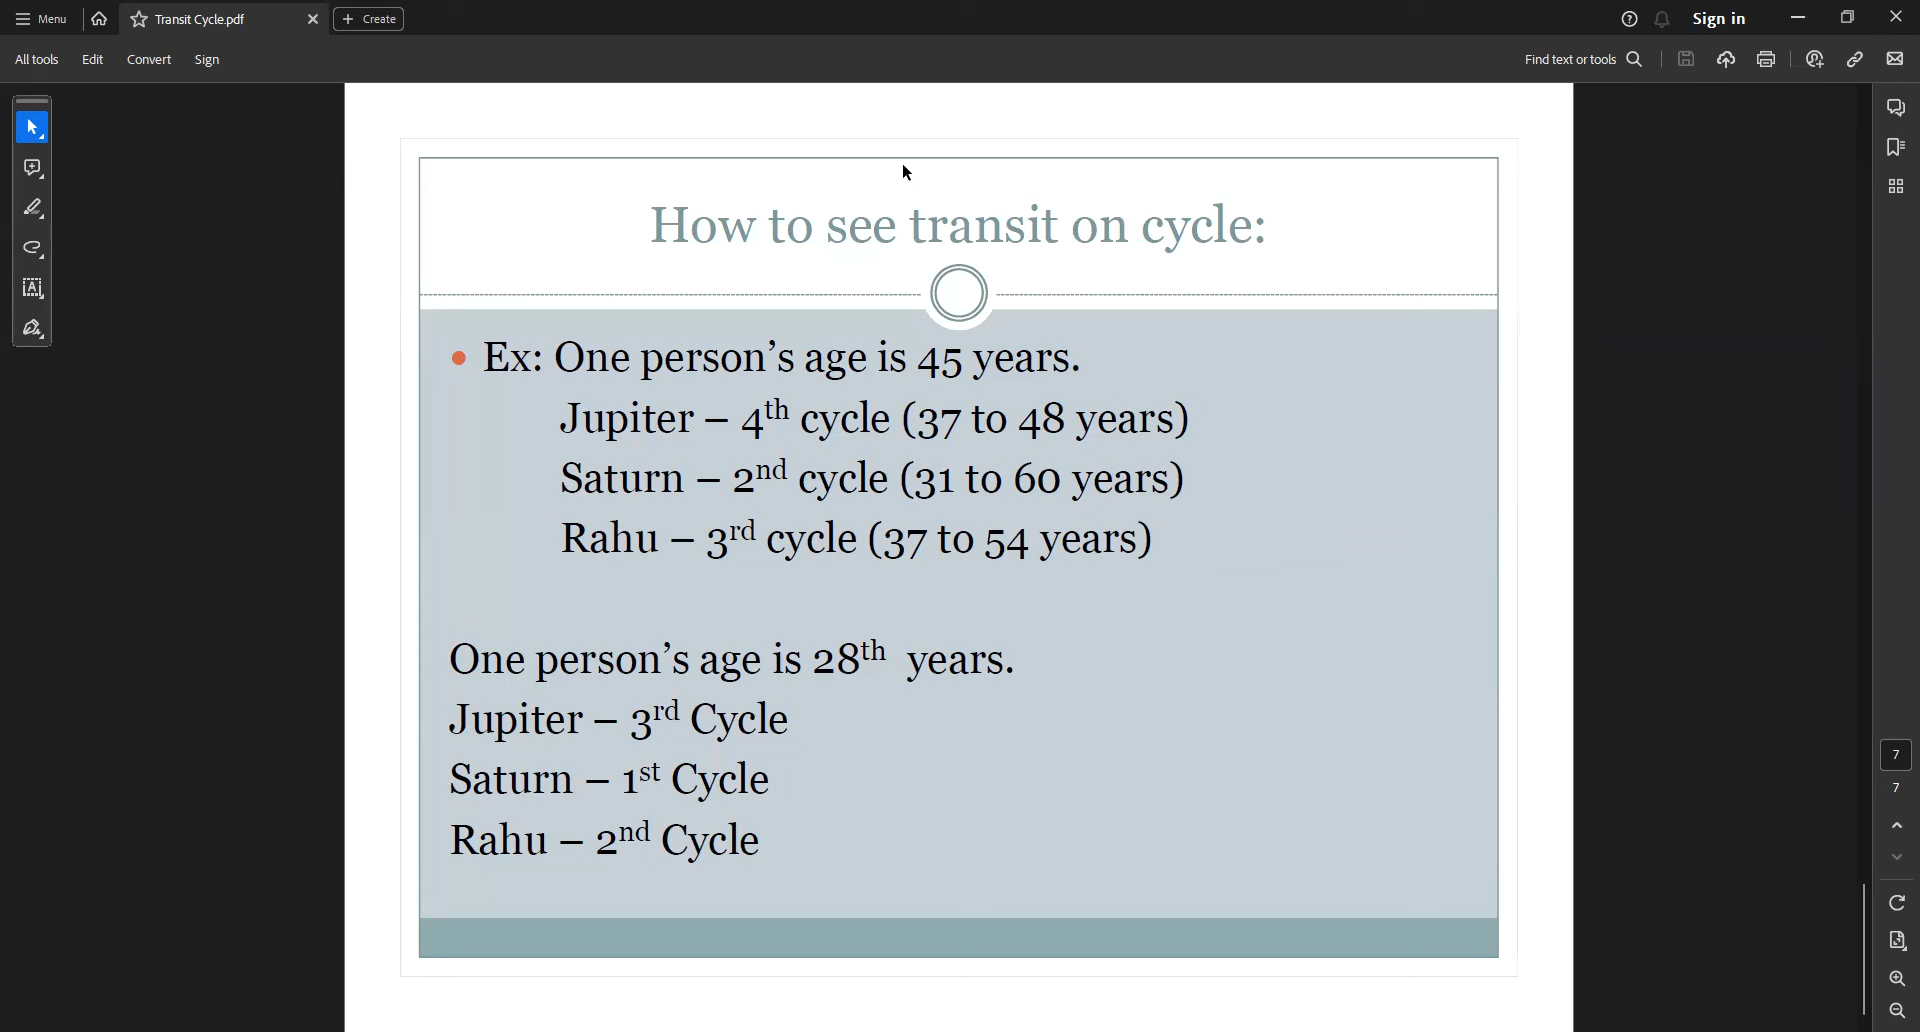 Menu
Transit Cycle.pdf
Create
Sign in
All tools
Edit
Convert
Sign
Find text or tools
How to see transit on cycle:
Ex: One person's age is 45 years.
Jupiter – 4th cycle (37 to 48 years)
Saturn – 2nd cycle (31 to 60 years)
Rahu – 3rd cycle (37 to 54 years)
One person's age is 28th years.
Jupiter – 3rd Cycle
Saturn – 1st Cycle
Rahu – 2nd Cycle
7
7